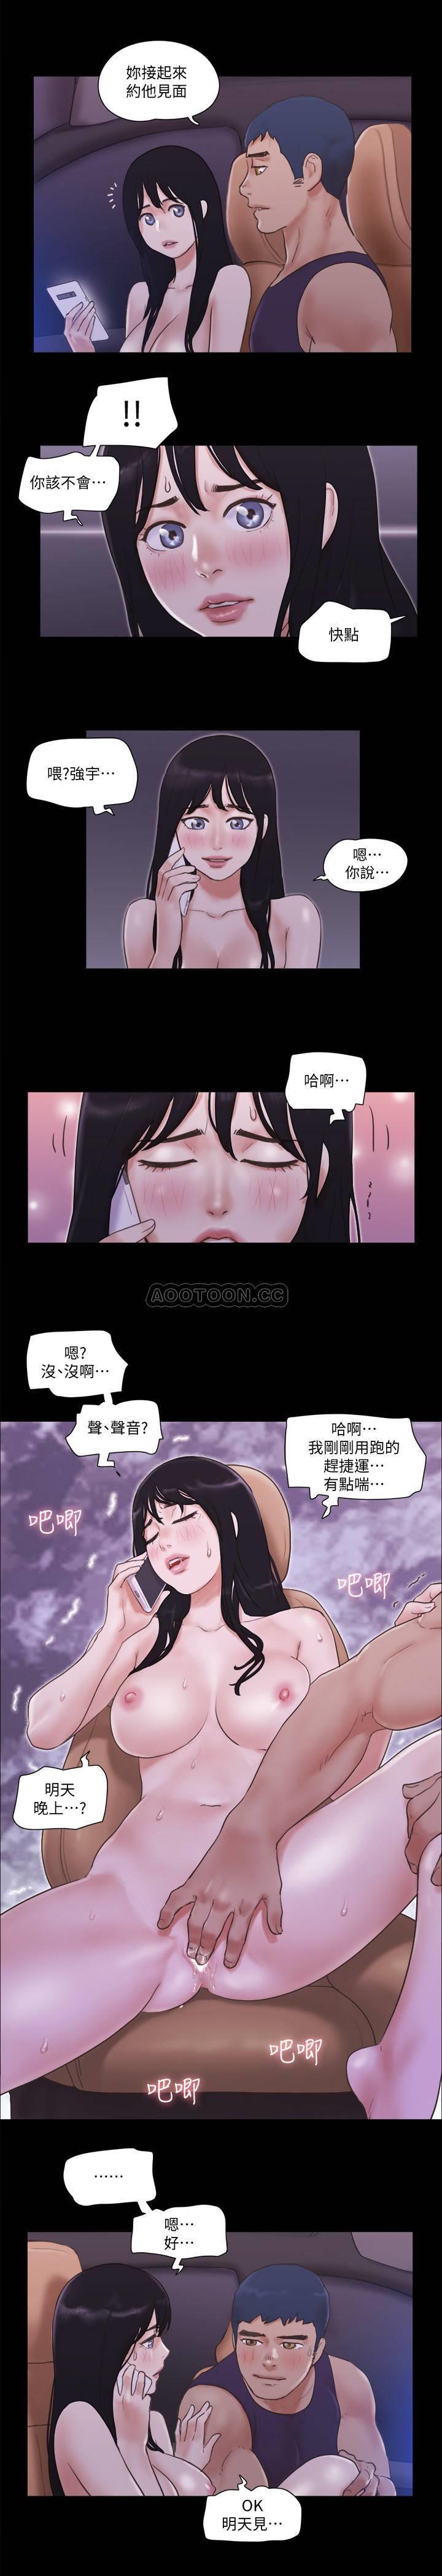 妳接起來
約他見面
!!
你該不會⋯
快點
喂?強宇⋯
嗯⋯
你說⋯
哈啊⋯
AOOTOON.CC
嗯?
沒、沒啊⋯
聲、聲音?
哈啊⋯
我剛剛用跑的
趕捷運⋯
有點喘⋯
吧唧
吧唧
明天
晚上⋯?
吧唧
吧唧
⋯⋯
嗯⋯
好⋯
OK
明天見⋯